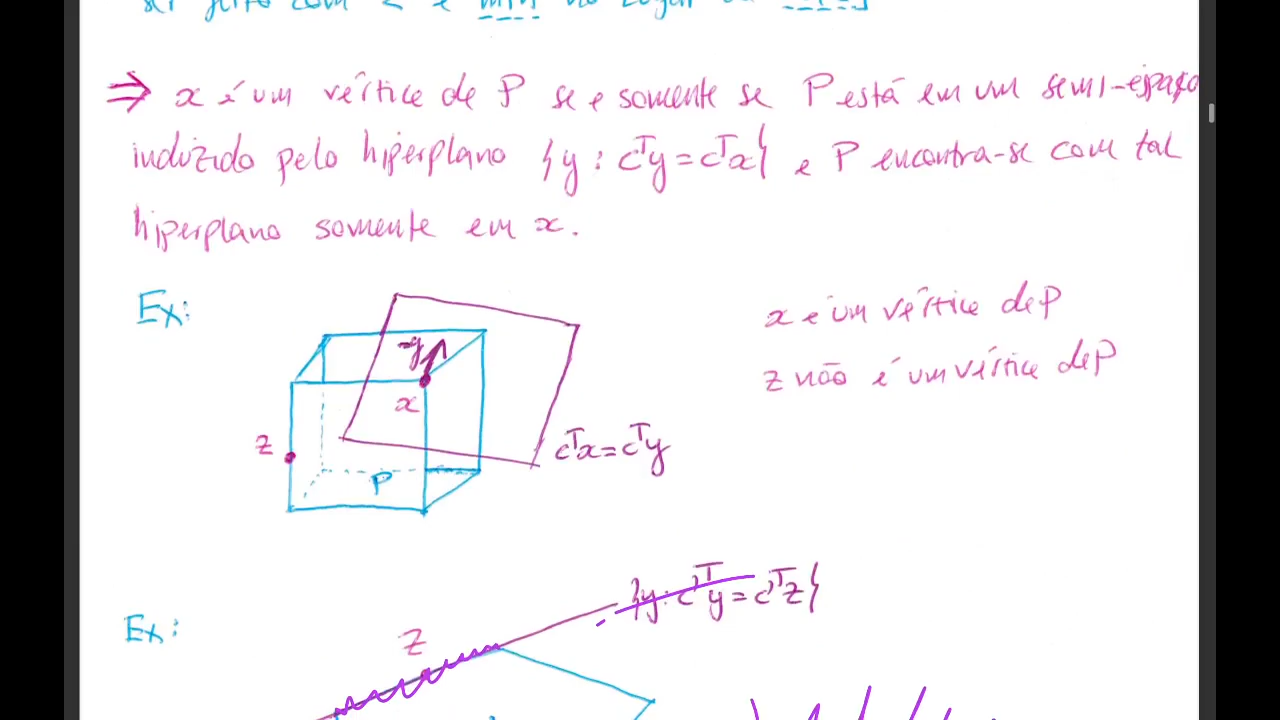 ⇒ x é um vértice de P se e somente se P está em um semi-espaço
induzido pelo hiperplano {y : cᵀy = cᵀx} e P encontra-se com tal
hiperplano somente em x.
Ex:
x é um vértice de P
z não é um vértice de P
x
z
cᵀx = cᵀy
P
Ex:
{y : cᵀy = cᵀz}
z